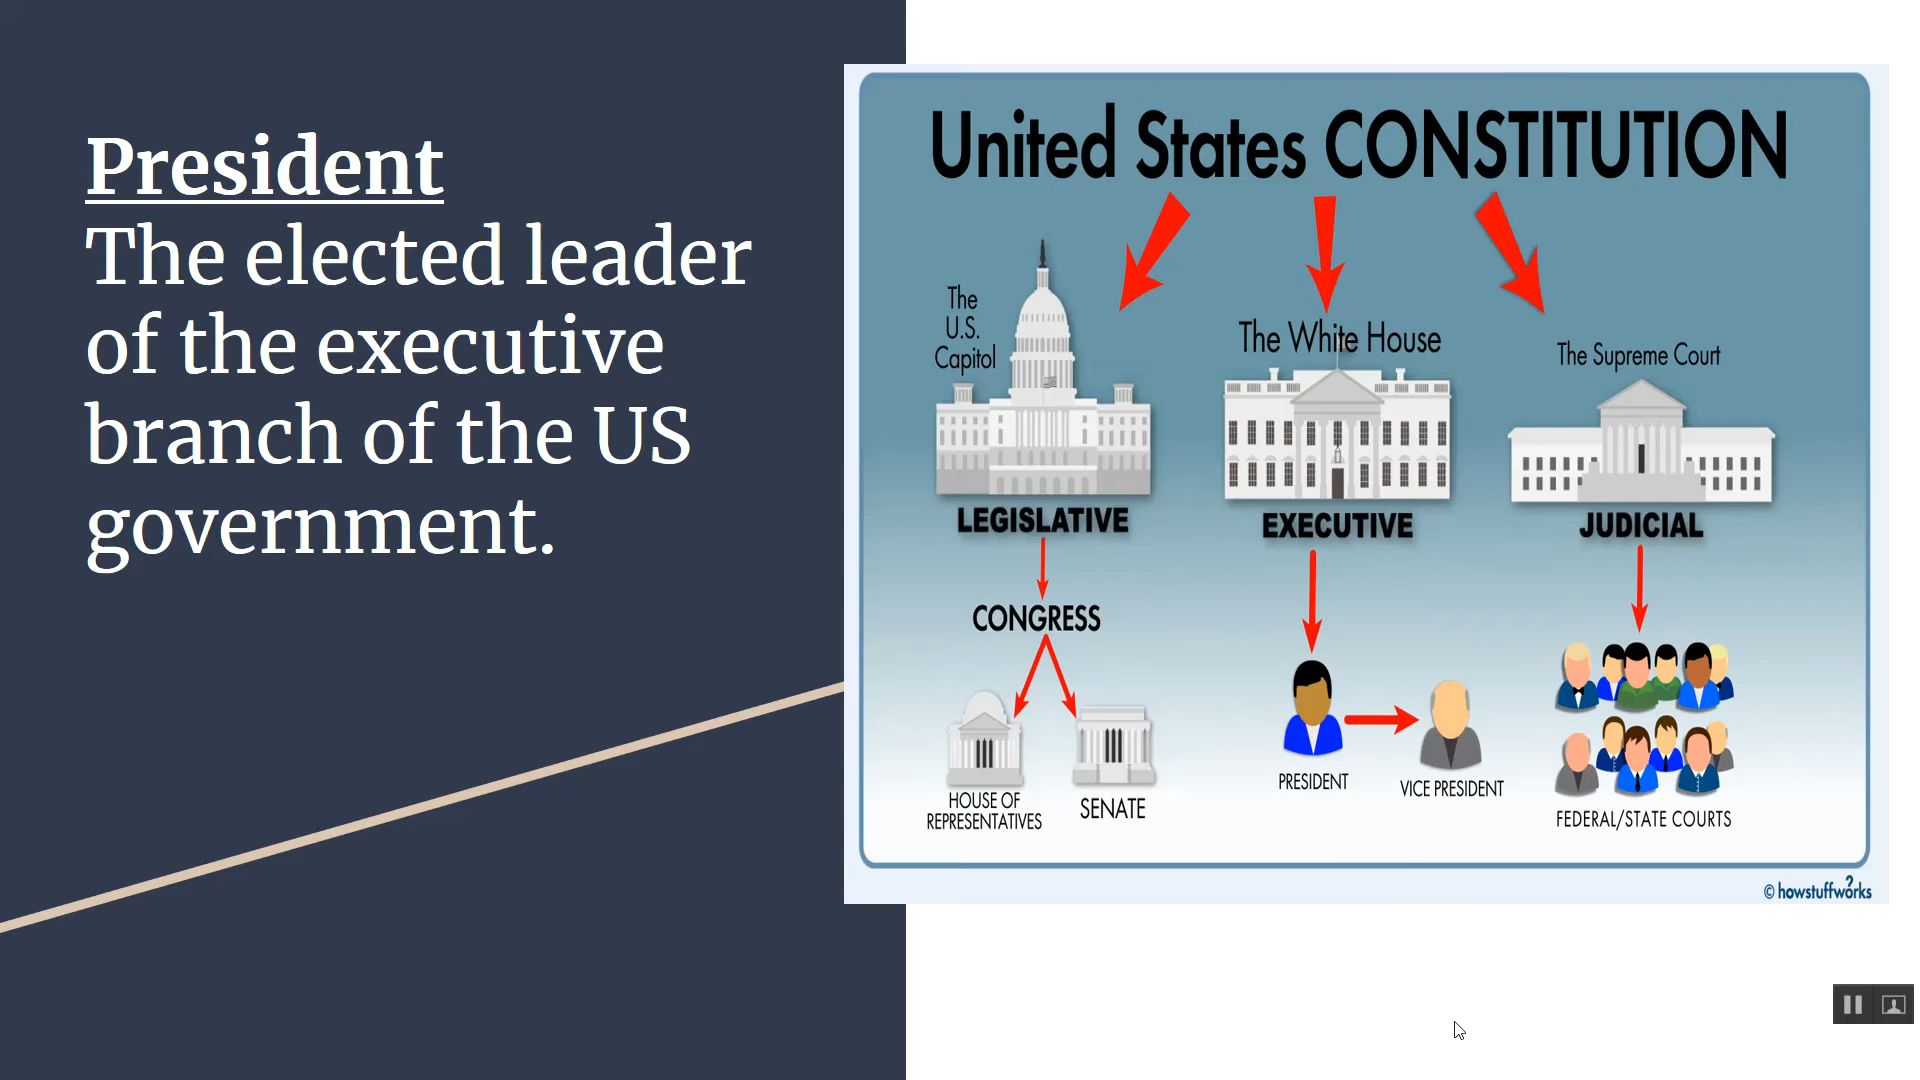 President
The elected leader
of the executive
branch of the US
government.
United States CONSTITUTION
The
U.S.
Capitol
The White House
The Supreme Court
LEGISLATIVE
EXECUTIVE
JUDICIAL
CONGRESS
HOUSE OF
REPRESENTATIVES
SENATE
PRESIDENT
VICE PRESIDENT
FEDERAL/STATE COURTS
© howstuffworks